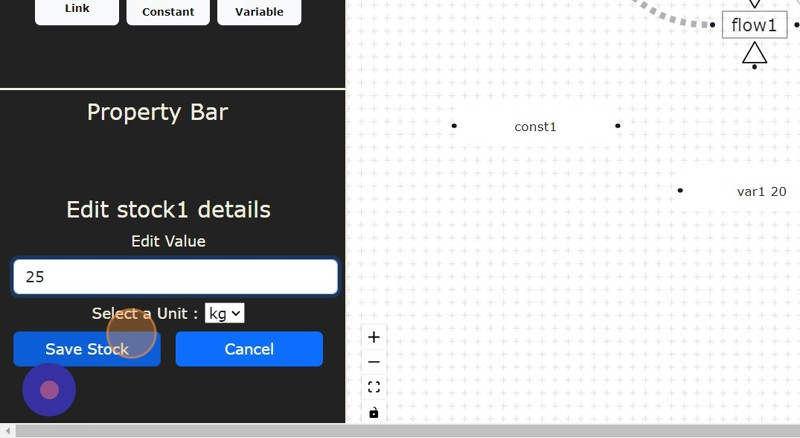 Link
Constant
Variable
flow1
Property Bar
const1
var1 20
Edit stock1 details
Edit Value
25
Select a Unit : kg
Save Stock
Cancel